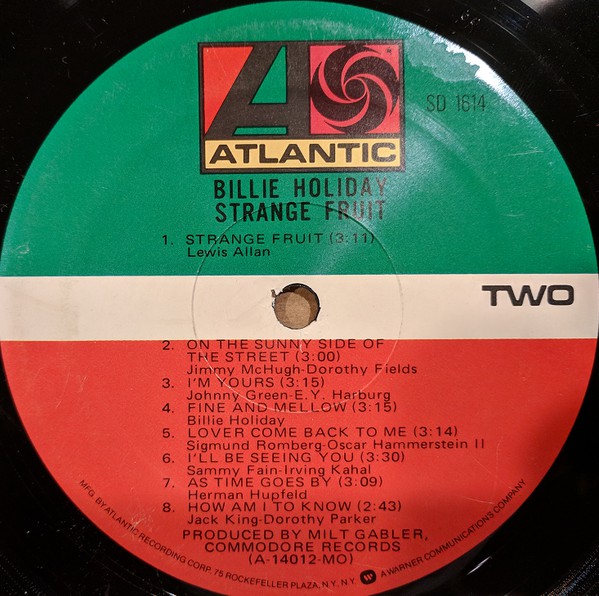 ATLANTIC
SD 1614
BILLIE HOLIDAY
STRANGE FRUIT
1. STRANGE FRUIT (3:11)
Lewis Allan
TWO
2. ON THE SUNNY SIDE OF
THE STREET (3:00)
Jimmy McHugh-Dorothy Fields
3. I'M YOURS (3:15)
Johnny Green-E.Y. Harburg
4. FINE AND MELLOW (3:15)
Billie Holiday
5. LOVER COME BACK TO ME (3:14)
Sigmund Romberg-Oscar Hammerstein II
6. I'LL BE SEEING YOU (3:30)
Sammy Fain-Irving Kahal
7. AS TIME GOES BY (3:09)
Herman Hupfeld
8. HOW AM I TO KNOW (2:43)
Jack King-Dorothy Parker
PRODUCED BY MILT GABLER,
COMMODORE RECORDS
(A-14012-MO)
MFG. BY ATLANTIC RECORDING CORP. 75 ROCKEFELLER PLAZA, N.Y. N.Y. A WARNER COMMUNICATIONS COMPANY